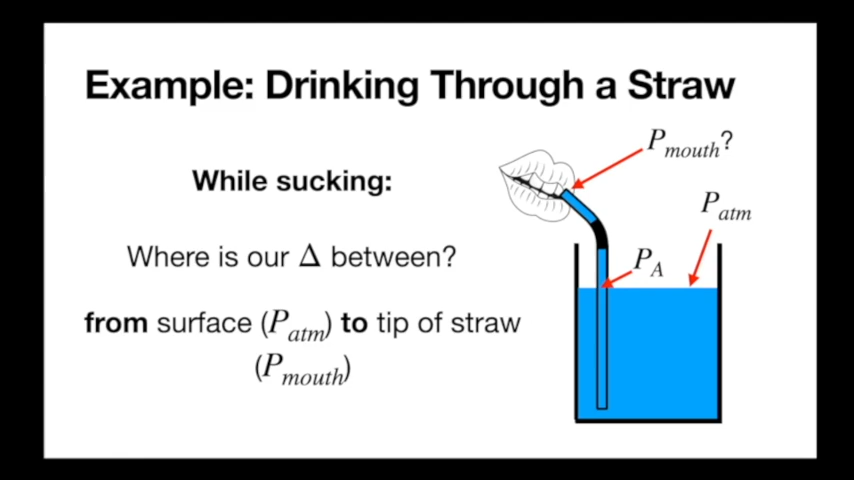 Example: Drinking Through a Straw
While sucking:
Where is our Δ between?
from surface (P_atm) to tip of straw
(P_mouth)
P_mouth?
P_atm
P_A